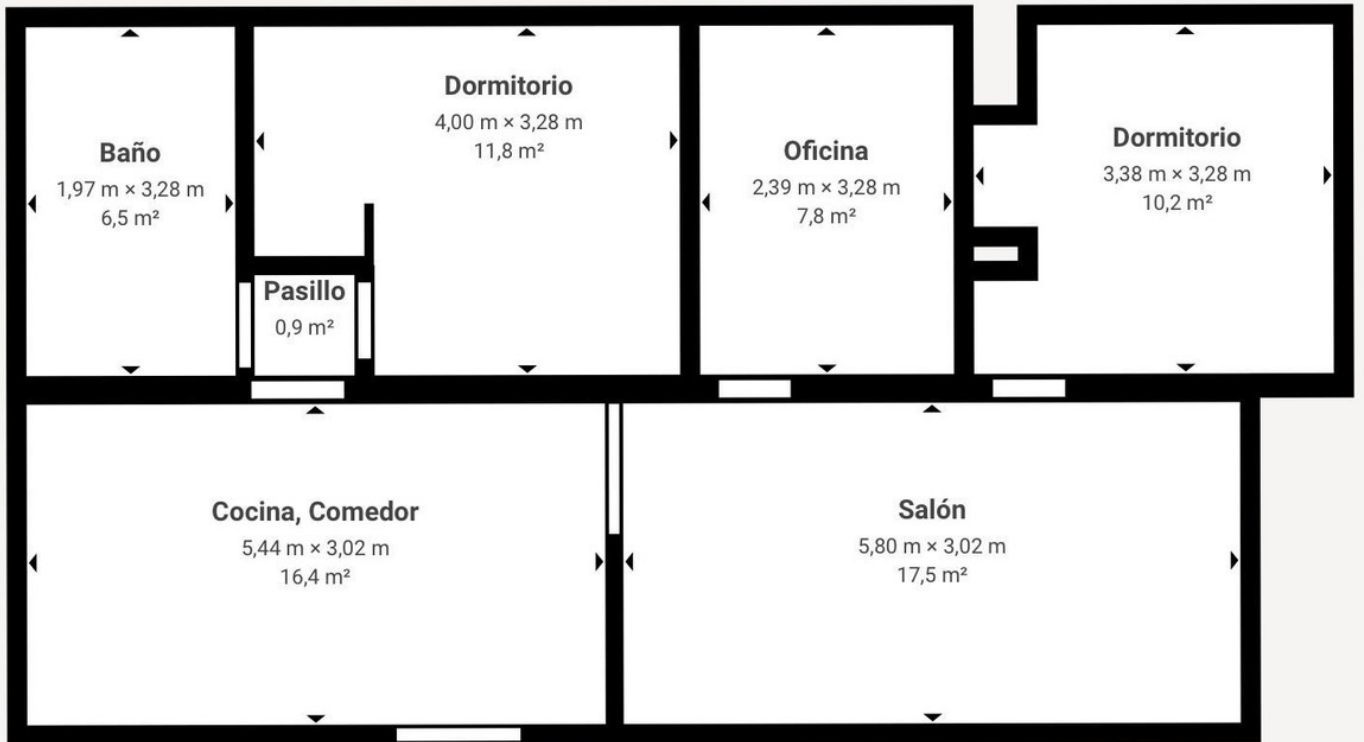 Baño
1,97 m × 3,28 m
6,5 m²
Dormitorio
4,00 m × 3,28 m
11,8 m²
Pasillo
0,9 m²
Oficina
2,39 m × 3,28 m
7,8 m²
Dormitorio
3,38 m × 3,28 m
10,2 m²
Cocina, Comedor
5,44 m × 3,02 m
16,4 m²
Salón
5,80 m × 3,02 m
17,5 m²